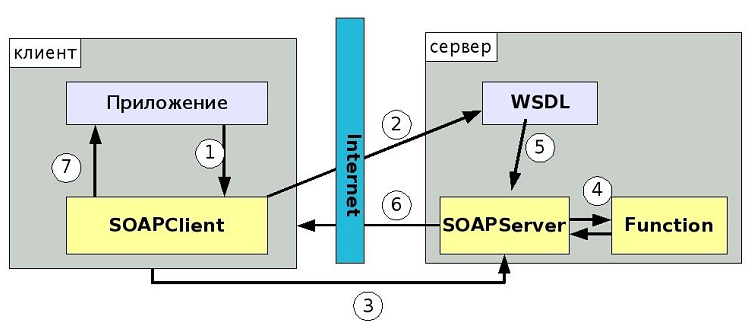 клиент
сервер
Приложение
WSDL
1
2
5
7
Internet
6
4
SOAPClient
SOAPServer
Function
3